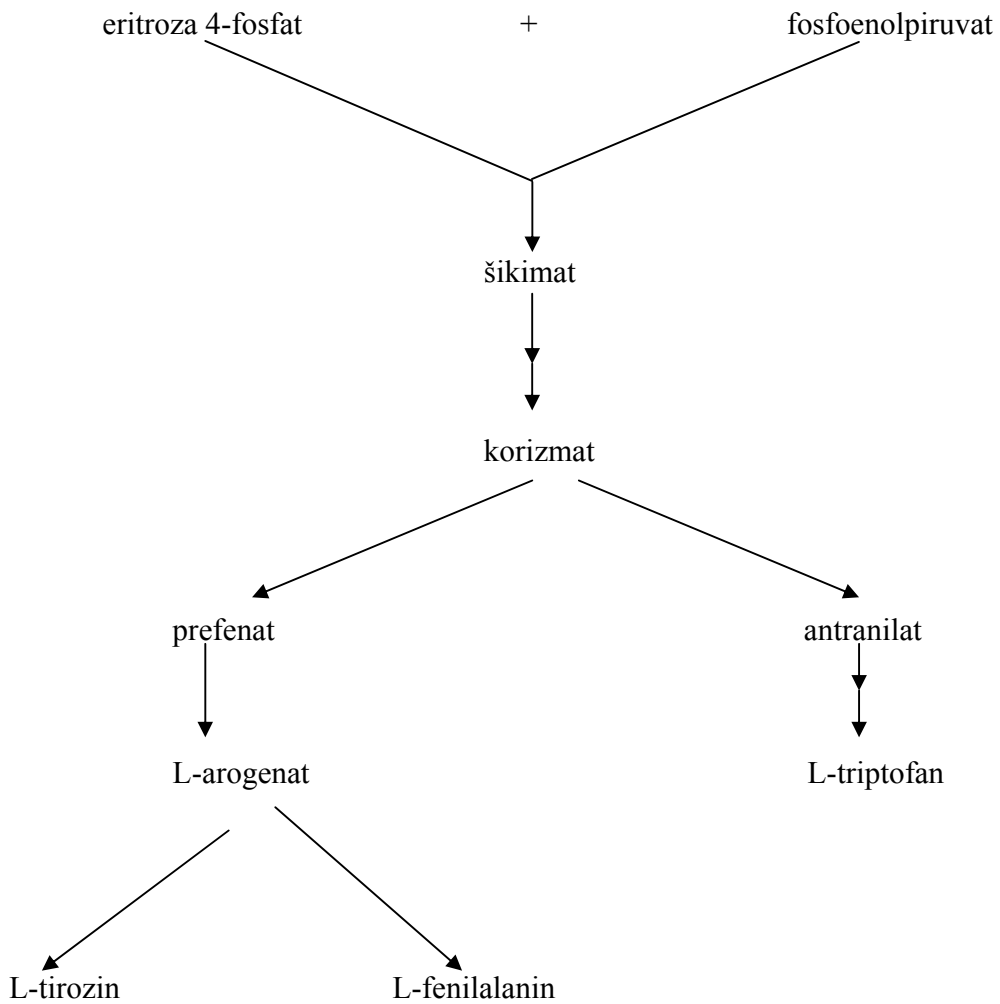 eritroza 4-fosfat + fosfoenolpiruvat
šikimat
korizmat
prefenat antranilat
L-arogenat L-triptofan
L-tirozin L-fenilalanin